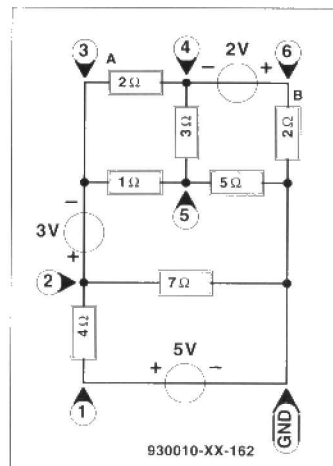 3 4 6
A 2V
2Ω - + B
3Ω 2Ω
1Ω 5Ω
- 5
3V
+
2 7Ω
4Ω 5V
+ -
1 GND
930010-XX-162